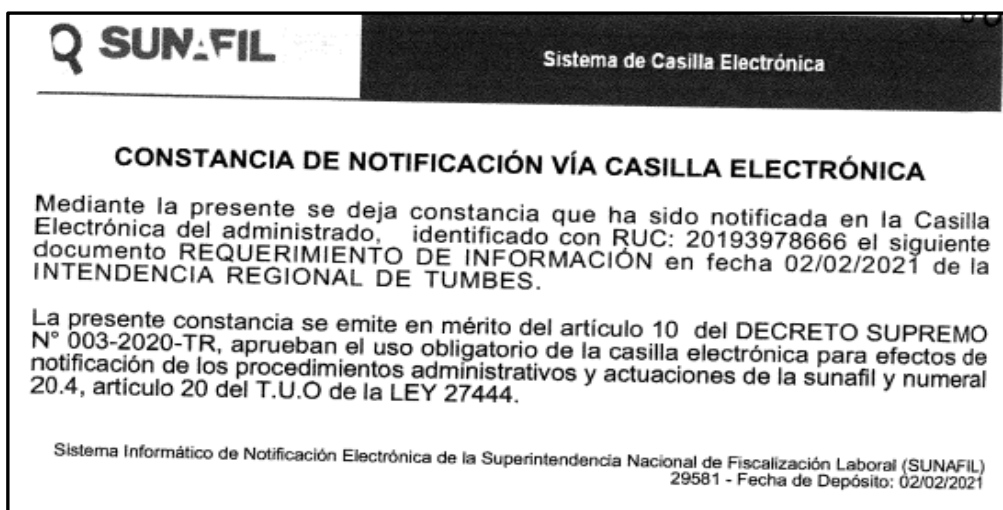 SUNAFIL
Sistema de Casilla Electrónica
CONSTANCIA DE NOTIFICACIÓN VÍA CASILLA ELECTRÓNICA
Mediante la presente se deja constancia que ha sido notificada en la Casilla
Electrónica del administrado, identificado con RUC: 20193978666 el siguiente
documento REQUERIMIENTO DE INFORMACIÓN en fecha 02/02/2021 de la
INTENDENCIA REGIONAL DE TUMBES.
La presente constancia se emite en mérito del artículo 10 del DECRETO SUPREMO
N° 003-2020-TR, aprueban el uso obligatorio de la casilla electrónica para efectos de
notificación de los procedimientos administrativos y actuaciones de la sunafil y numeral
20.4, artículo 20 del T.U.O de la LEY 27444.
Sistema Informático de Notificación Electrónica de la Superintendencia Nacional de Fiscalización Laboral (SUNAFIL)
29581 - Fecha de Depósito: 02/02/2021